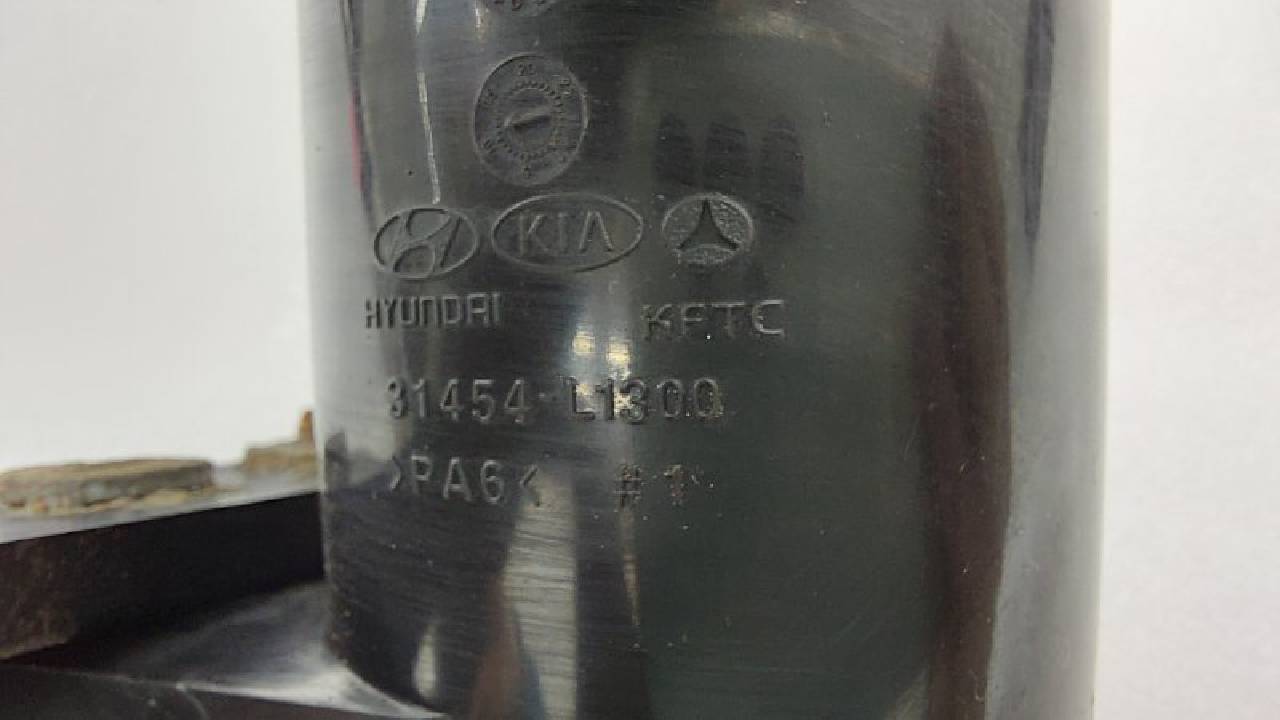 KIA
HYUNDAI KFTC
31454-L1300
>PA6< #1